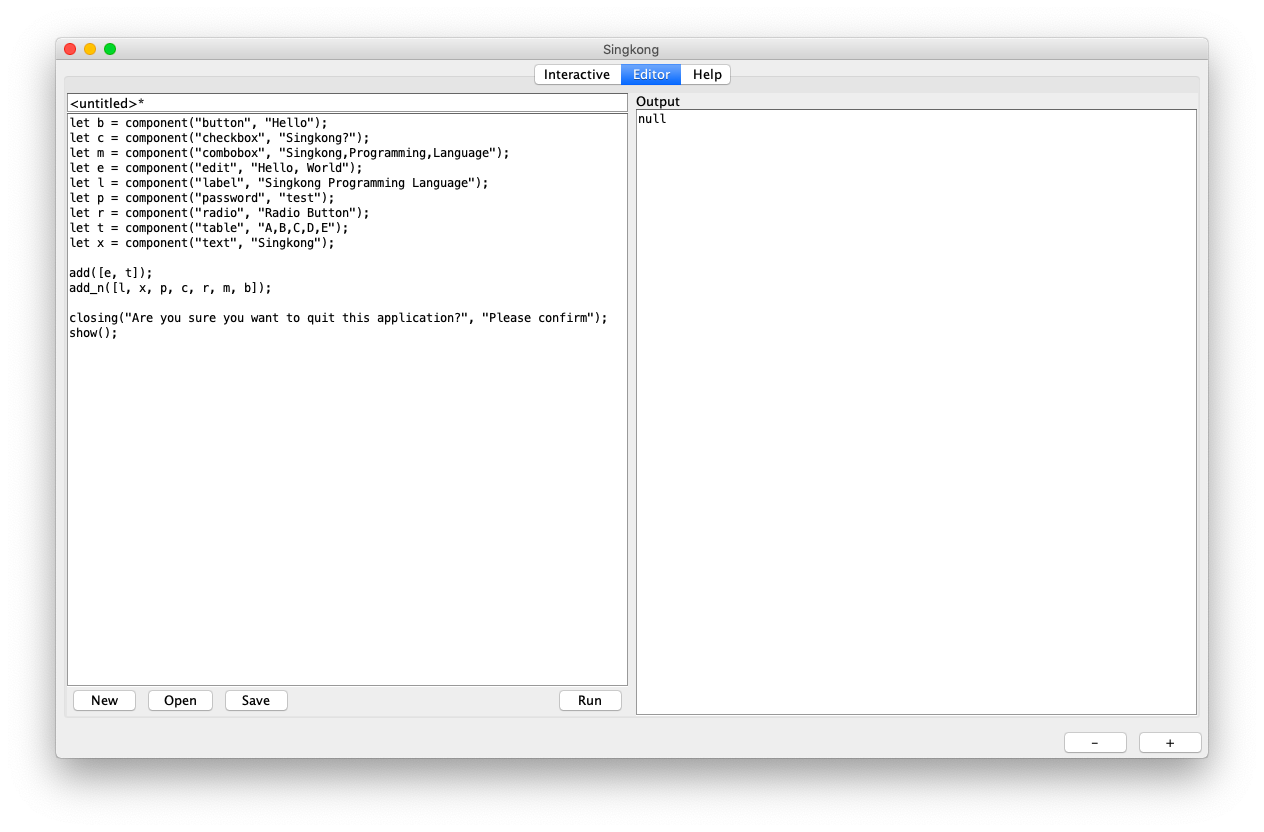 Singkong
Interactive Editor Help
<untitled>*
let b = component("button", "Hello");
let c = component("checkbox", "Singkong?");
let m = component("combobox", "Singkong,Programming,Language");
let e = component("edit", "Hello, World");
let l = component("label", "Singkong Programming Language");
let p = component("password", "test");
let r = component("radio", "Radio Button");
let t = component("table", "A,B,C,D,E");
let x = component("text", "Singkong");
add([e, t]);
add_n([l, x, p, c, r, m, b]);
closing("Are you sure you want to quit this application?", "Please confirm");
show();
New Open Save Run
Output
null
- +